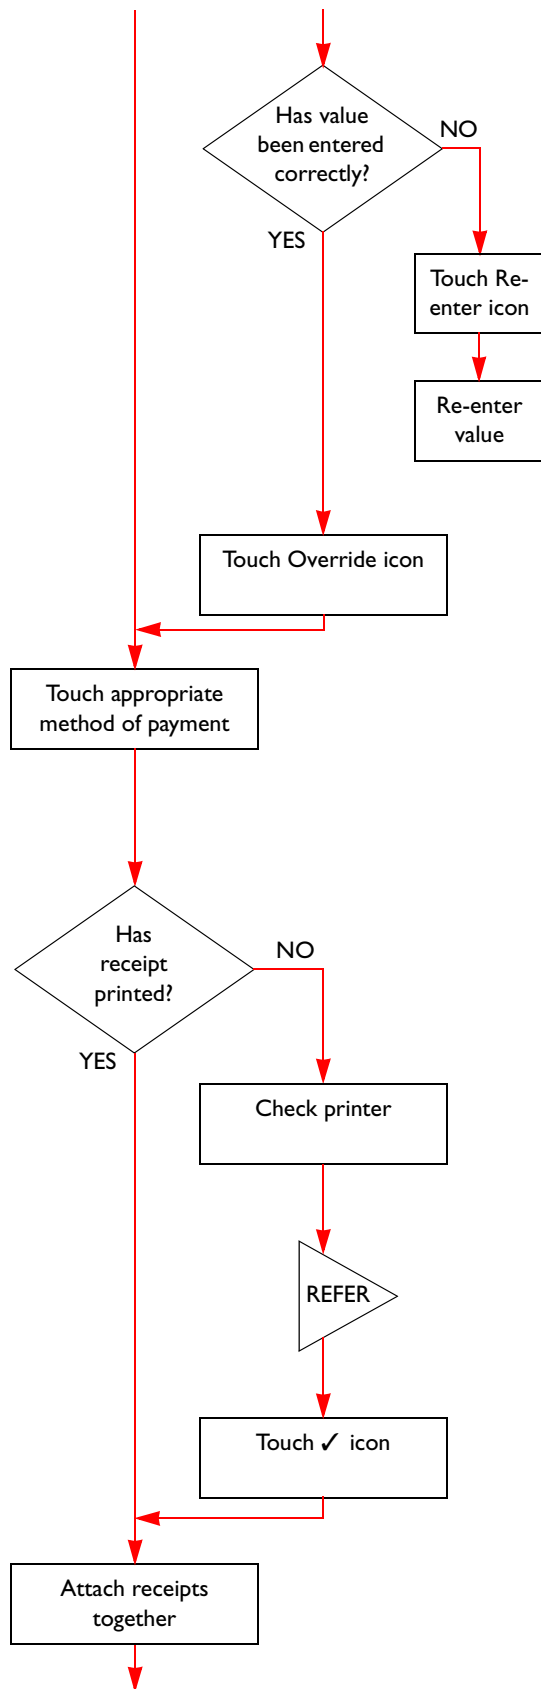 Has value
been entered
correctly?
NO
YES
Touch Re-
enter icon
Re-enter
value
Touch Override icon
Touch appropriate
method of payment
Has
receipt
printed?
NO
YES
Check printer
REFER
Touch ✓ icon
Attach receipts
together